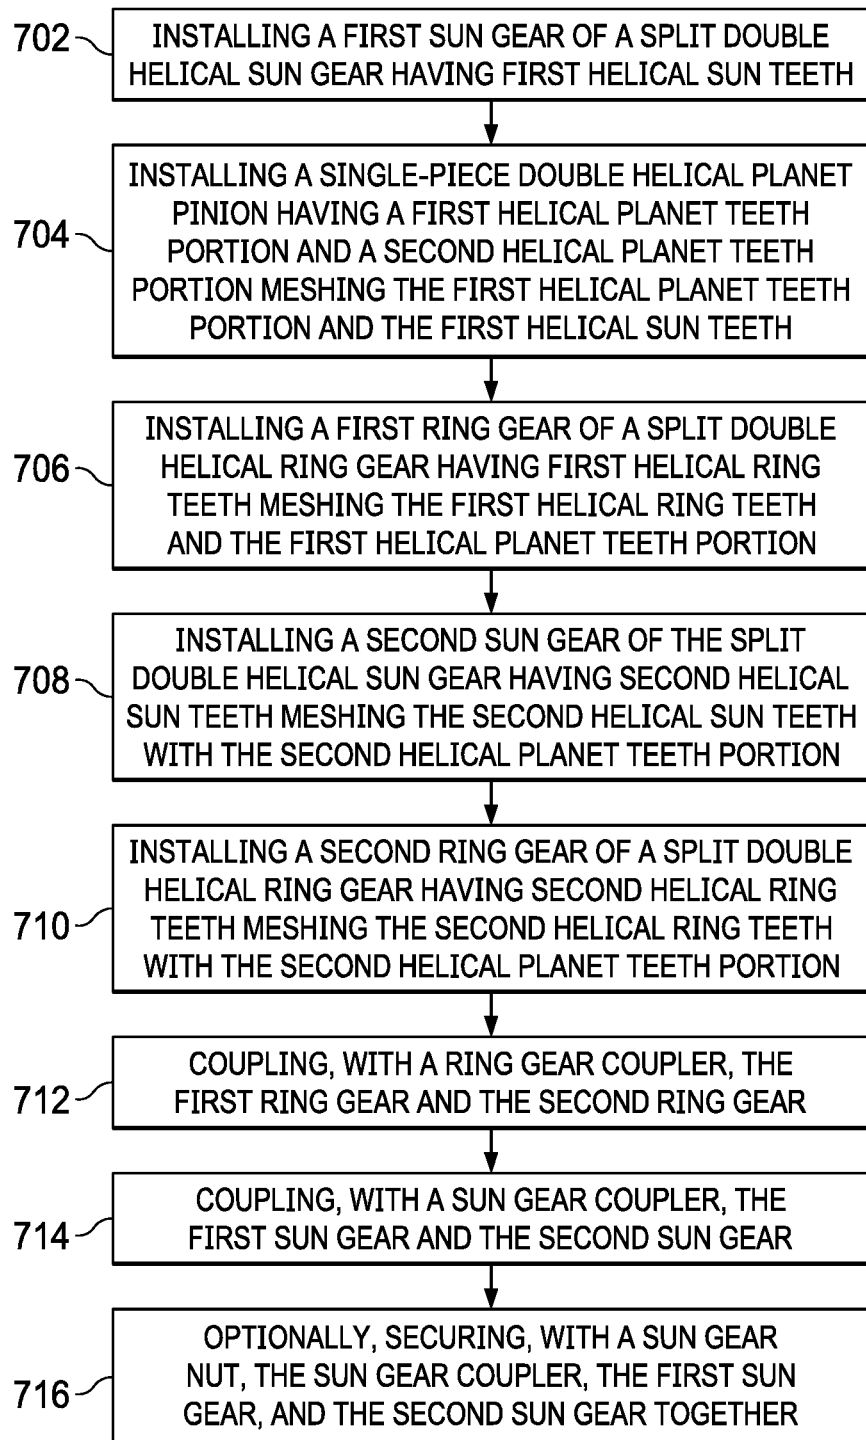 702
INSTALLING A FIRST SUN GEAR OF A SPLIT DOUBLE
HELICAL SUN GEAR HAVING FIRST HELICAL SUN TEETH
704
INSTALLING A SINGLE-PIECE DOUBLE HELICAL PLANET
PINION HAVING A FIRST HELICAL PLANET TEETH
PORTION AND A SECOND HELICAL PLANET TEETH
PORTION MESHING THE FIRST HELICAL PLANET TEETH
PORTION AND THE FIRST HELICAL SUN TEETH
706
INSTALLING A FIRST RING GEAR OF A SPLIT DOUBLE
HELICAL RING GEAR HAVING FIRST HELICAL RING
TEETH MESHING THE FIRST HELICAL RING TEETH
AND THE FIRST HELICAL PLANET TEETH PORTION
708
INSTALLING A SECOND SUN GEAR OF THE SPLIT
DOUBLE HELICAL SUN GEAR HAVING SECOND HELICAL
SUN TEETH MESHING THE SECOND HELICAL SUN TEETH
WITH THE SECOND HELICAL PLANET TEETH PORTION
710
INSTALLING A SECOND RING GEAR OF A SPLIT DOUBLE
HELICAL RING GEAR HAVING SECOND HELICAL RING
TEETH MESHING THE SECOND HELICAL RING TEETH
WITH THE SECOND HELICAL PLANET TEETH PORTION
712
COUPLING, WITH A RING GEAR COUPLER, THE
FIRST RING GEAR AND THE SECOND RING GEAR
714
COUPLING, WITH A SUN GEAR COUPLER, THE
FIRST SUN GEAR AND THE SECOND SUN GEAR
716
OPTIONALLY, SECURING, WITH A SUN GEAR
NUT, THE SUN GEAR COUPLER, THE FIRST SUN
GEAR, AND THE SECOND SUN GEAR TOGETHER